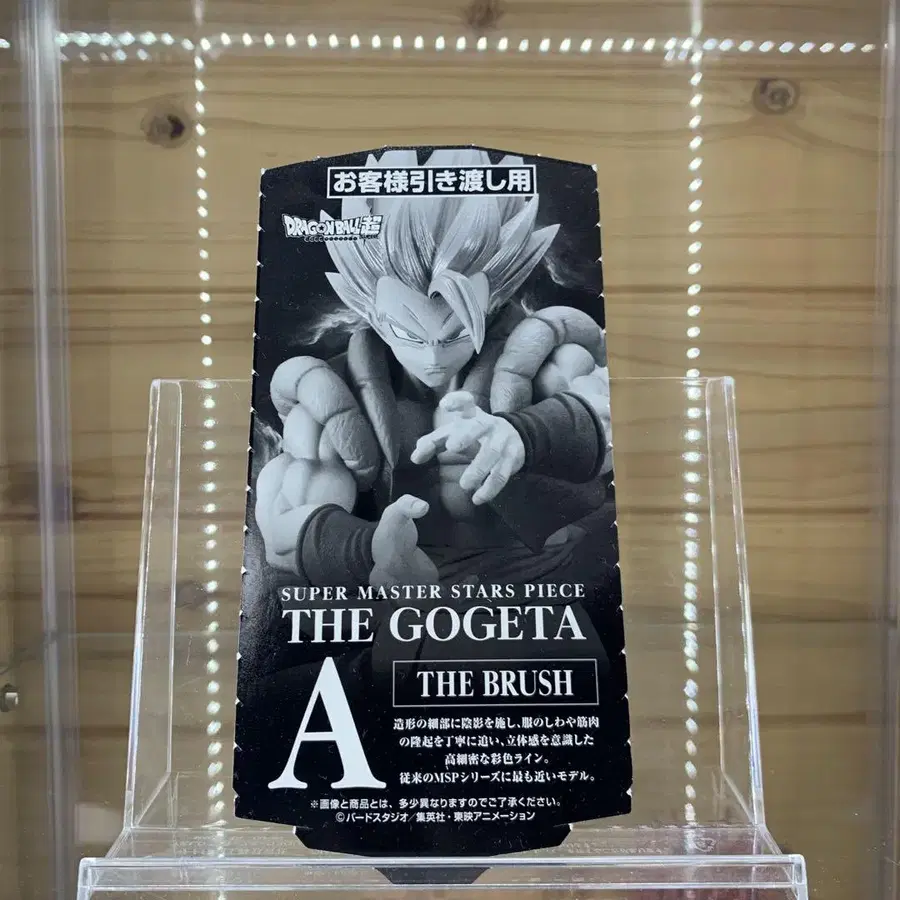 お客様引き渡し用
DRAGON BALL超
SUPER MASTER STARS PIECE
THE GOGETA
A
THE BRUSH
造形の細部に陰影を施し、服のしわや筋肉
の隆起を丁寧に追い、立体感を意識した
高細密な彩色ライン。
従来のMSPシリーズに最も近いモデル。
※画像と商品とは、多少異なりますのでご了承ください。
©バードスタジオ/集英社・東映アニメーション